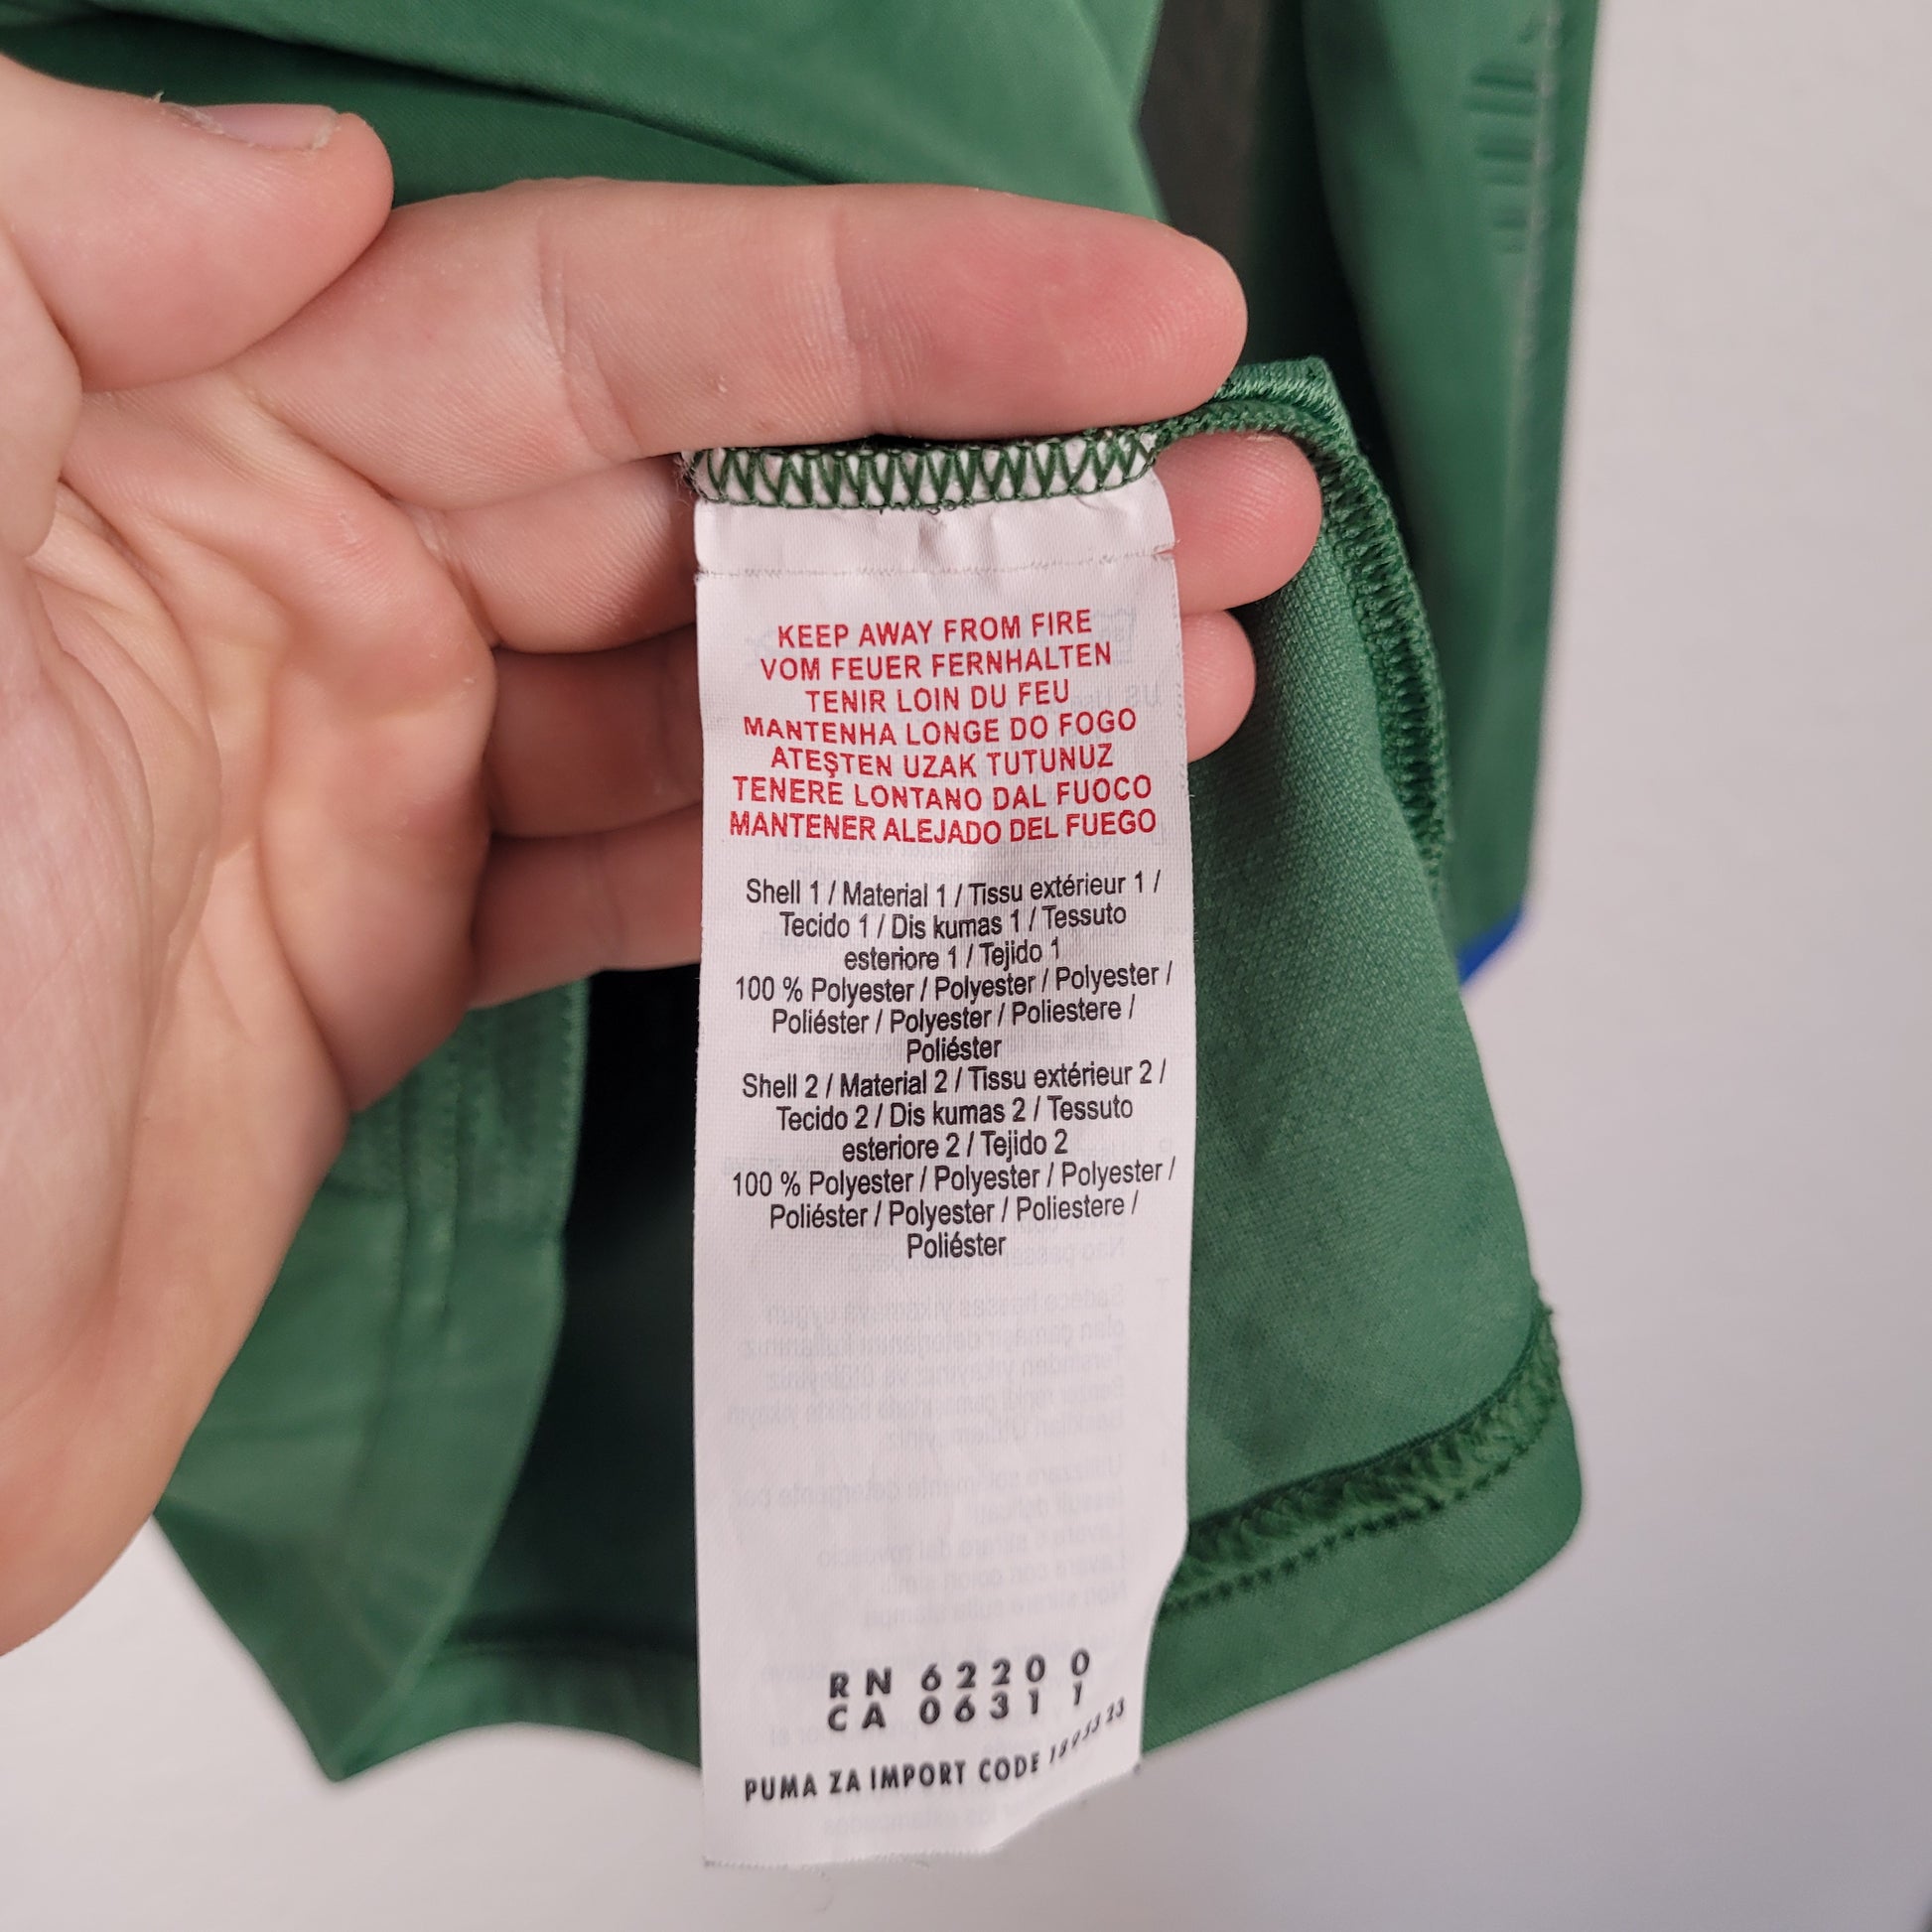 KEEP AWAY FROM FIRE
VOM FEUER FERNHALTEN
TENIR LOIN DU FEU
MANTENHA LONGE DO FOGO
ATEŞTEN UZAK TUTUNUZ
TENERE LONTANO DAL FUOCO
MANTENER ALEJADO DEL FUEGO
Shell 1 / Material 1 / Tissu extérieur 1 /
Tecido 1 / Dis kumas 1 / Tessuto
esteriore 1 / Tejido 1
100 % Polyester / Polyester / Polyester /
Poliéster / Polyester / Poliestere /
Poliéster
Shell 2 / Material 2 / Tissu extérieur 2 /
Tecido 2 / Dis kumas 2 / Tessuto
esteriore 2 / Tejido 2
100 % Polyester / Polyester / Polyester /
Poliéster / Polyester / Poliestere /
Poliéster
RN 62200
CA 06311
PUMA ZA IMPORT CODE